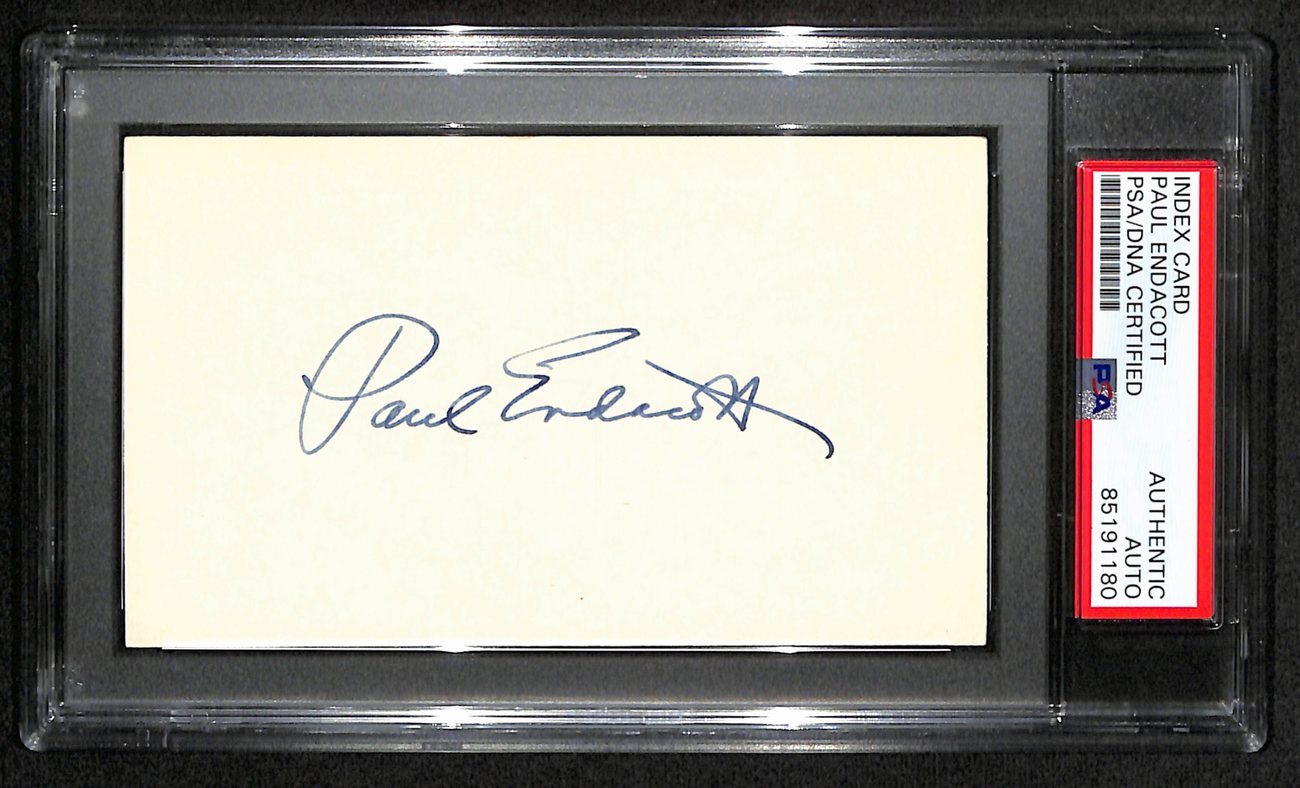 Paul Endacott
INDEX CARD
PAUL ENDACOTT
PSA/DNA CERTIFIED
AUTHENTIC
AUTO
85191180
PSA